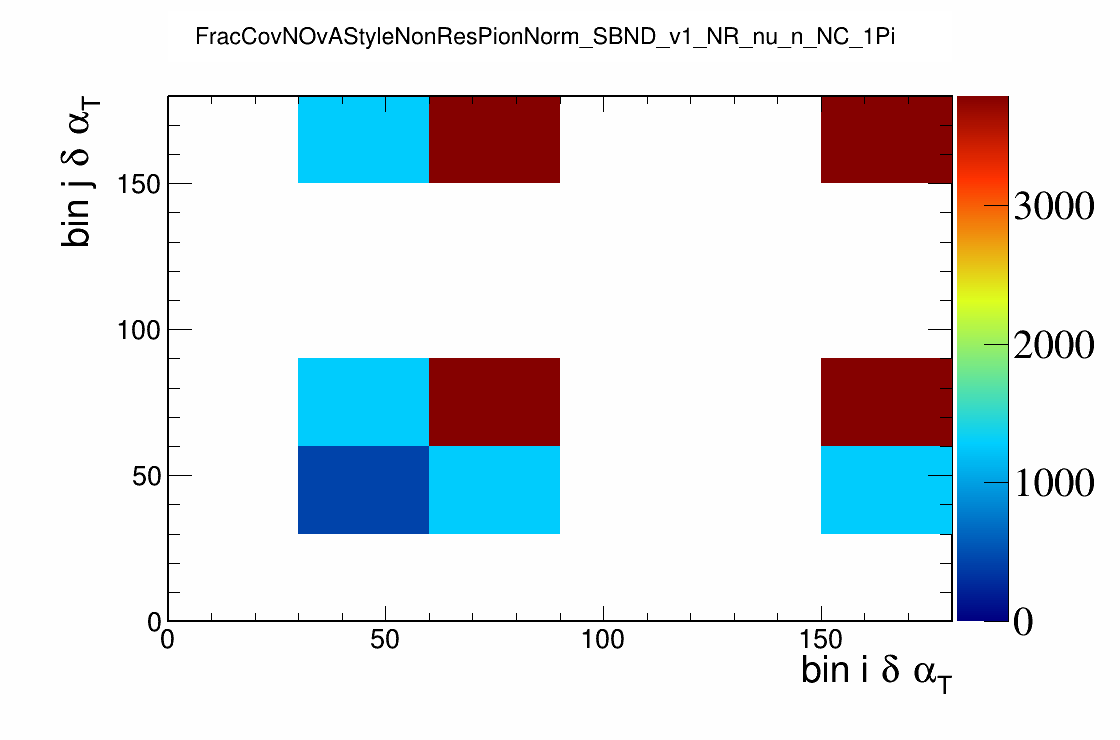 FracCovNOvAStyleNonResPionNorm_SBND_v1_NR_nu_n_NC_1Pi
bin j δ α_T
150
100
50
0
0 50 100 150
bin i δ α_T
3000
2000
1000
0